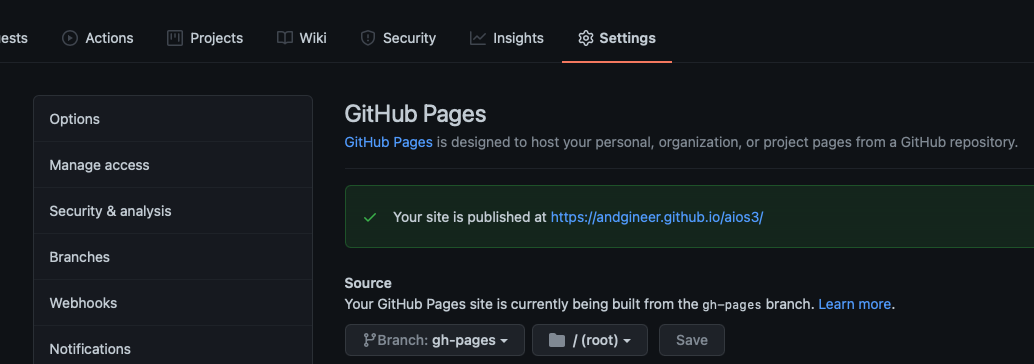 ests Actions Projects Wiki Security Insights Settings
Options
Manage access
Security & analysis
Branches
Webhooks
Notifications
GitHub Pages
GitHub Pages is designed to host your personal, organization, or project pages from a GitHub repository.
Your site is published at https://andgineer.github.io/aios3/
Source
Your GitHub Pages site is currently being built from the gh-pages branch. Learn more.
Branch: gh-pages / (root) Save